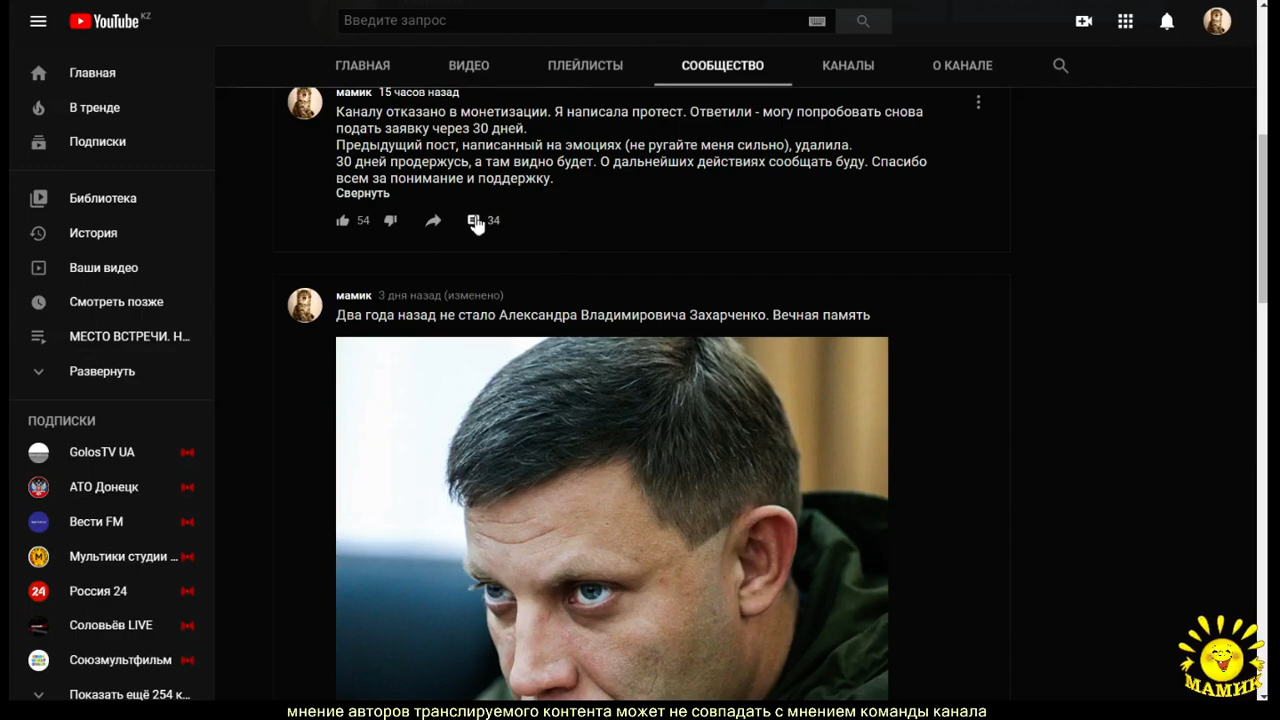 YouTube KZ
Введите запрос
ГЛАВНАЯ
ВИДЕО
ПЛЕЙЛИСТЫ
СООБЩЕСТВО
КАНАЛЫ
О КАНАЛЕ
Главная
В тренде
Подписки
Библиотека
История
Ваши видео
Смотреть позже
МЕСТО ВСТРЕЧИ. Н...
Развернуть
ПОДПИСКИ
GolosTV UA
АТО Донецк
Вести FM
Мультики студии ...
24
Россия 24
Соловьёв LIVE
Союзмультфильм
Показать ещё 254 к...
мамик 15 часов назад
Каналу отказано в монетизации. Я написала протест. Ответили - могу попробовать снова
подать заявку через 30 дней.
Предыдущий пост, написанный на эмоциях (не ругайте меня сильно), удалила.
30 дней продержусь, а там видно будет. О дальнейших действиях сообщать буду. Спасибо
всем за понимание и поддержку.
Свернуть
54
34
мамик 3 дня назад (изменено)
Два года назад не стало Александра Владимировича Захарченко. Вечная память
МАМИК
мнение авторов транслируемого контента может не совпадать с мнением команды канала